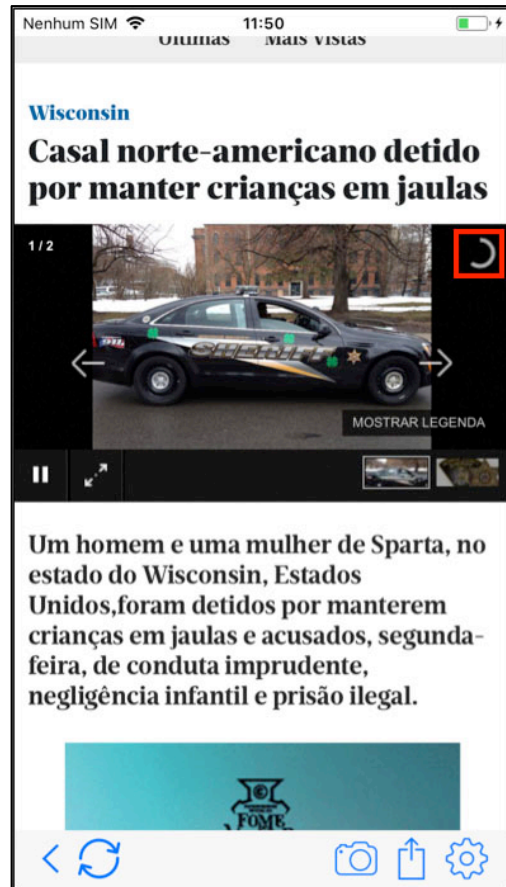 Nenhum SIM 11:50
Últimas Mais Vistas
Wisconsin
Casal norte-americano detido
por manter crianças em jaulas
1 / 2
SHERIFF
911
MOSTRAR LEGENDA
Um homem e uma mulher de Sparta, no
estado do Wisconsin, Estados
Unidos,foram detidos por manterem
crianças em jaulas e acusados, segunda-
feira, de conduta imprudente,
negligência infantil e prisão ilegal.
FOME